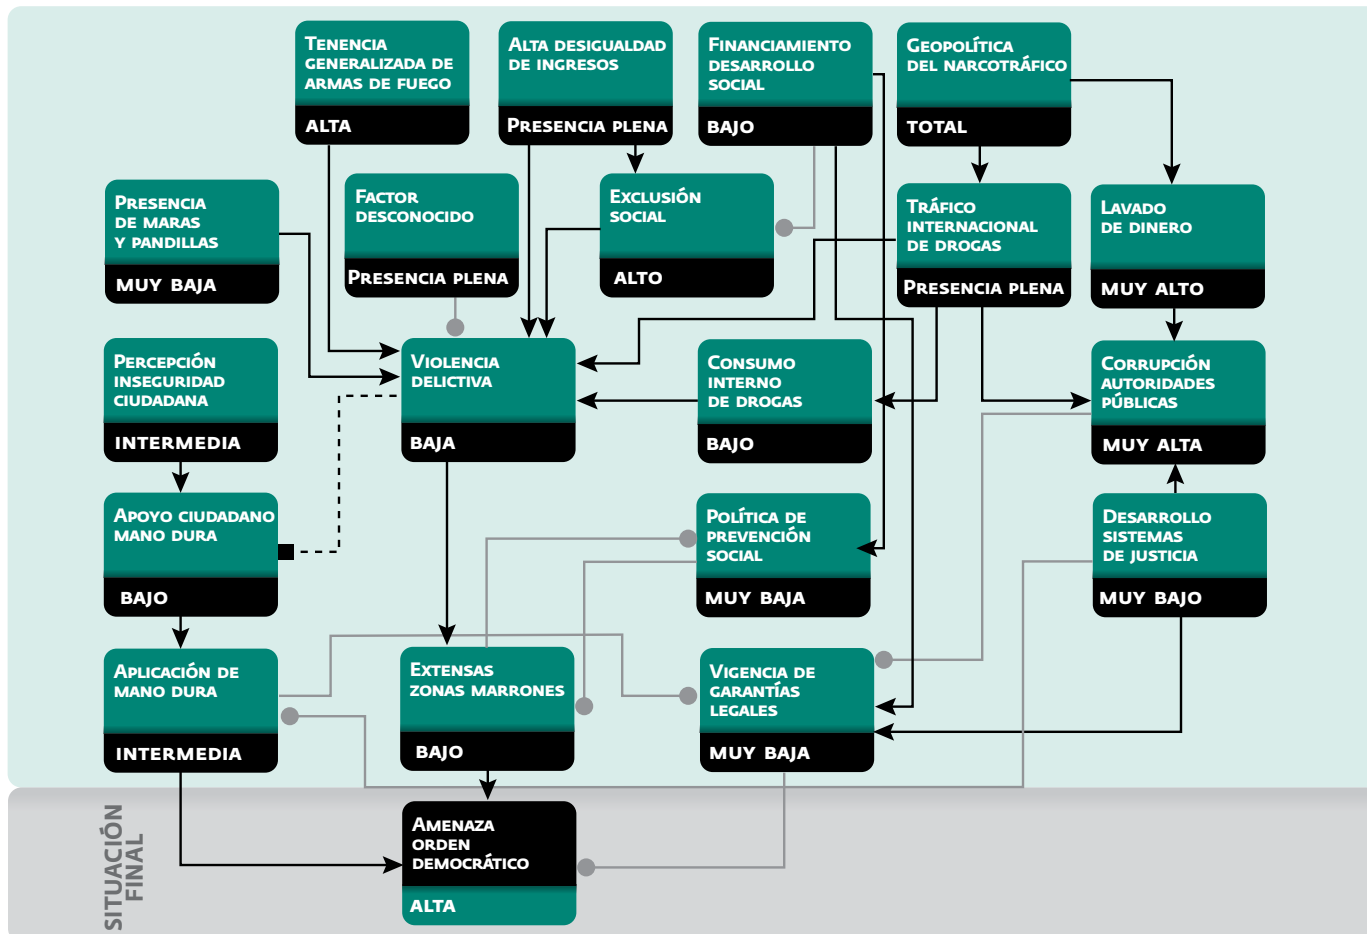 Tenencia
generalizada de
armas de fuego
ALTA
Alta desigualdad
de ingresos
Presencia plena
Financiamiento
desarrollo
social
BAJO
Geopolítica
del narcotráfico
TOTAL
Presencia
de maras
y pandillas
MUY BAJA
Factor
desconocido
Presencia plena
Exclusión
social
ALTO
Tráfico
internacional
de drogas
Presencia plena
Lavado
de dinero
MUY ALTO
Percepción
inseguridad
ciudadana
INTERMEDIA
Violencia
delictiva
BAJA
Consumo
interno
de drogas
BAJO
Corrupción
autoridades
públicas
MUY ALTA
Apoyo ciudadano
mano dura
BAJO
Política de
prevención
social
MUY BAJA
Desarrollo
sistemas
de justicia
MUY BAJO
Aplicación de
mano dura
INTERMEDIA
Extensas
zonas marrones
BAJO
Vigencia de
garantías
legales
MUY BAJA
SITUACIÓN
FINAL
Amenaza
orden
democrático
ALTA